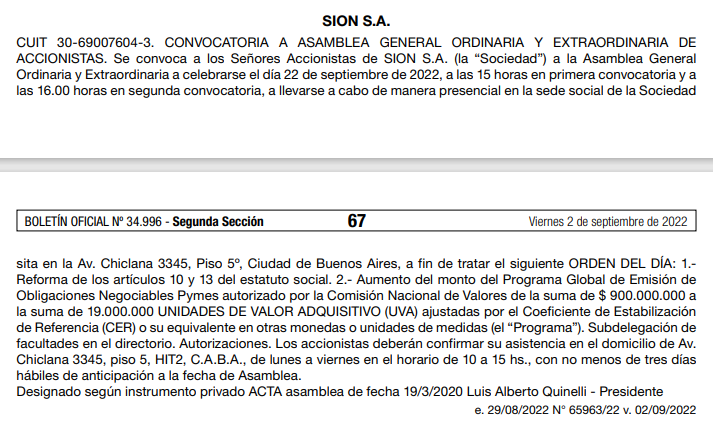 SION S.A.
CUIT 30-69007604-3. CONVOCATORIA A ASAMBLEA GENERAL ORDINARIA Y EXTRAORDINARIA DE
ACCIONISTAS. Se convoca a los Señores Accionistas de SION S.A. (la “Sociedad”) a la Asamblea General
Ordinaria y Extraordinaria a celebrarse el día 22 de septiembre de 2022, a las 15 horas en primera convocatoria y a
las 16.00 horas en segunda convocatoria, a llevarse a cabo de manera presencial en la sede social de la Sociedad
BOLETÍN OFICIAL Nº 34.996 - Segunda Sección 67 Viernes 2 de septiembre de 2022
sita en la Av. Chiclana 3345, Piso 5º, Ciudad de Buenos Aires, a fin de tratar el siguiente ORDEN DEL DÍA: 1.-
Reforma de los artículos 10 y 13 del estatuto social. 2.- Aumento del monto del Programa Global de Emisión de
Obligaciones Negociables Pymes autorizado por la Comisión Nacional de Valores de la suma de $ 900.000.000 a
la suma de 19.000.000 UNIDADES DE VALOR ADQUISITIVO (UVA) ajustadas por el Coeficiente de Estabilización
de Referencia (CER) o su equivalente en otras monedas o unidades de medidas (el “Programa”). Subdelegación de
facultades en el directorio. Autorizaciones. Los accionistas deberán confirmar su asistencia en el domicilio de Av.
Chiclana 3345, piso 5, HIT2, C.A.B.A., de lunes a viernes en el horario de 10 a 15 hs., con no menos de tres días
hábiles de anticipación a la fecha de Asamblea.
Designado según instrumento privado ACTA asamblea de fecha 19/3/2020 Luis Alberto Quinelli - Presidente
e. 29/08/2022 N° 65963/22 v. 02/09/2022